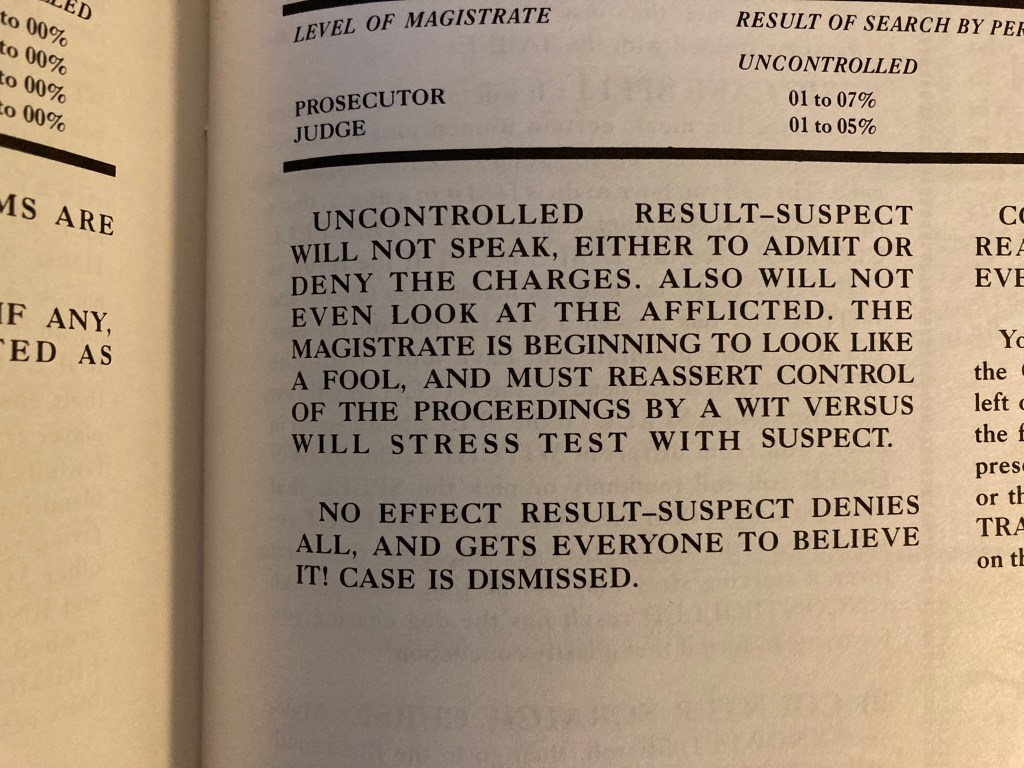 to 00%
to 00%
to 00%
to 00%
ARE
IF ANY,
AS
LEVEL OF MAGISTRATE
RESULT OF SEARCH BY
UNCONTROLLED
PROSECUTOR
01 to 07%
JUDGE
01 to 05%
UNCONTROLLED RESULT–SUSPECT
WILL NOT SPEAK, EITHER TO ADMIT OR
DENY THE CHARGES. ALSO WILL NOT
EVEN LOOK AT THE AFFLICTED. THE
MAGISTRATE IS BEGINNING TO LOOK LIKE
A FOOL, AND MUST REASSERT CONTROL
OF THE PROCEEDINGS BY A WIT VERSUS
WILL STRESS TEST WITH SUSPECT.
NO EFFECT RESULT–SUSPECT DENIES
ALL, AND GETS EVERYONE TO BELIEVE
IT! CASE IS DISMISSED.
the
left
the
or
on